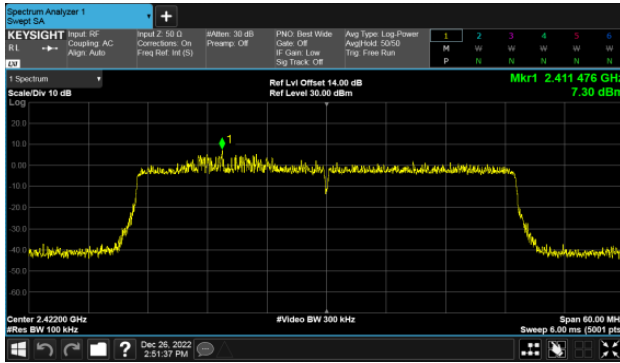 Spectrum Analyzer 1
Swept SA
+
KEYSIGHT Input: RF Input Z: 50 Ω #Atten: 30 dB PNO: Best Wide Avg Type: Log-Power 1 2 3 4 5 6
RL Coupling: AC Corrections: On Preamp: Off Gate: Off Avg|Hold: 50/50 M W W W W W
Align: Auto Freq Ref: Int (S) IF Gain: Low Trig: Free Run P N N N N N
LXI Sig Track: Off
1 Spectrum Ref Lvl Offset 14.00 dB Mkr1 2.411 476 GHz
Scale/Div 10 dB Ref Level 30.00 dBm 7.30 dBm
Log
20.0
10.0
1
0.00
-10.0
-20.0
-30.0
-40.0
-50.0
-60.0
Center 2.42200 GHz #Video BW 300 kHz Span 60.00 MH
#Res BW 100 kHz Sweep 6.00 ms (5001 pts
? Dec 26, 2022
2:51:37 PM